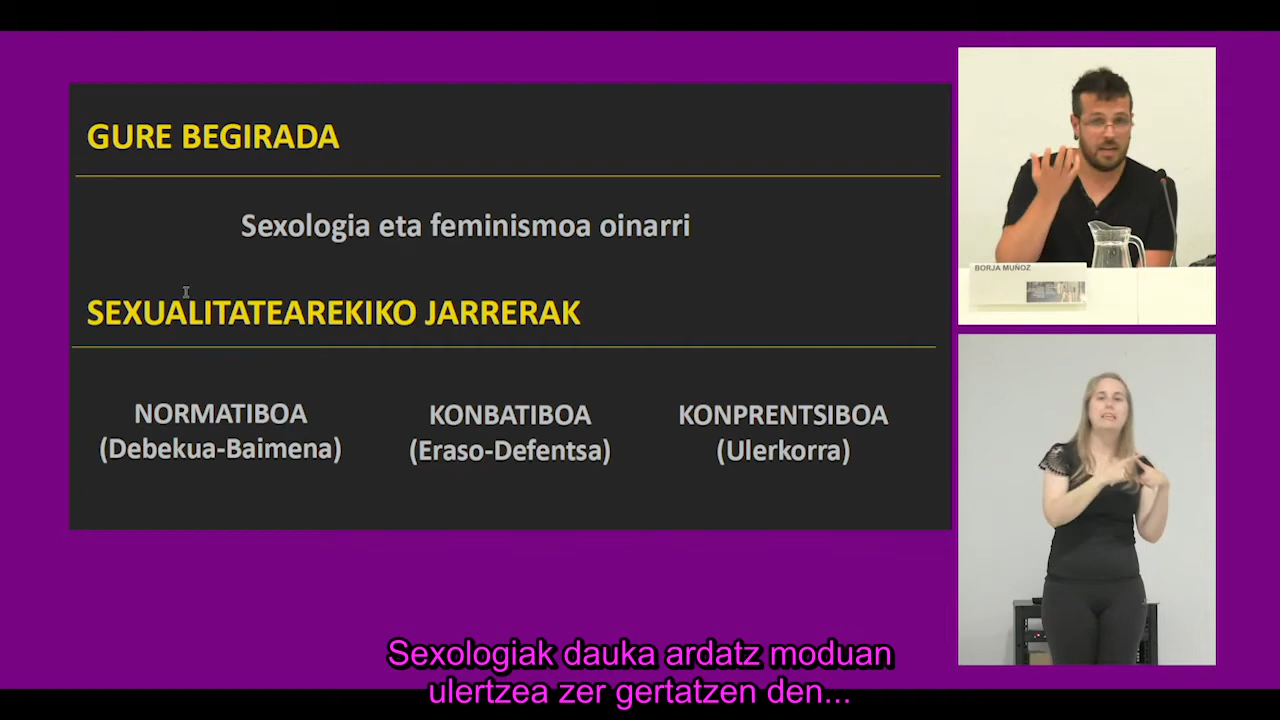 GURE BEGIRADA
Sexologia eta feminismoa oinarri
SEXUALITATEAREKIKO JARRERAK
NORMATIBOA
(Debekua-Baimena)
KONBATIBOA
(Eraso-Defentsa)
KONPRENTSIBOA
(Ulerkorra)
BORJA MUÑOZ
Sexologiak dauka ardatz moduan
ulertzea zer gertatzen den...